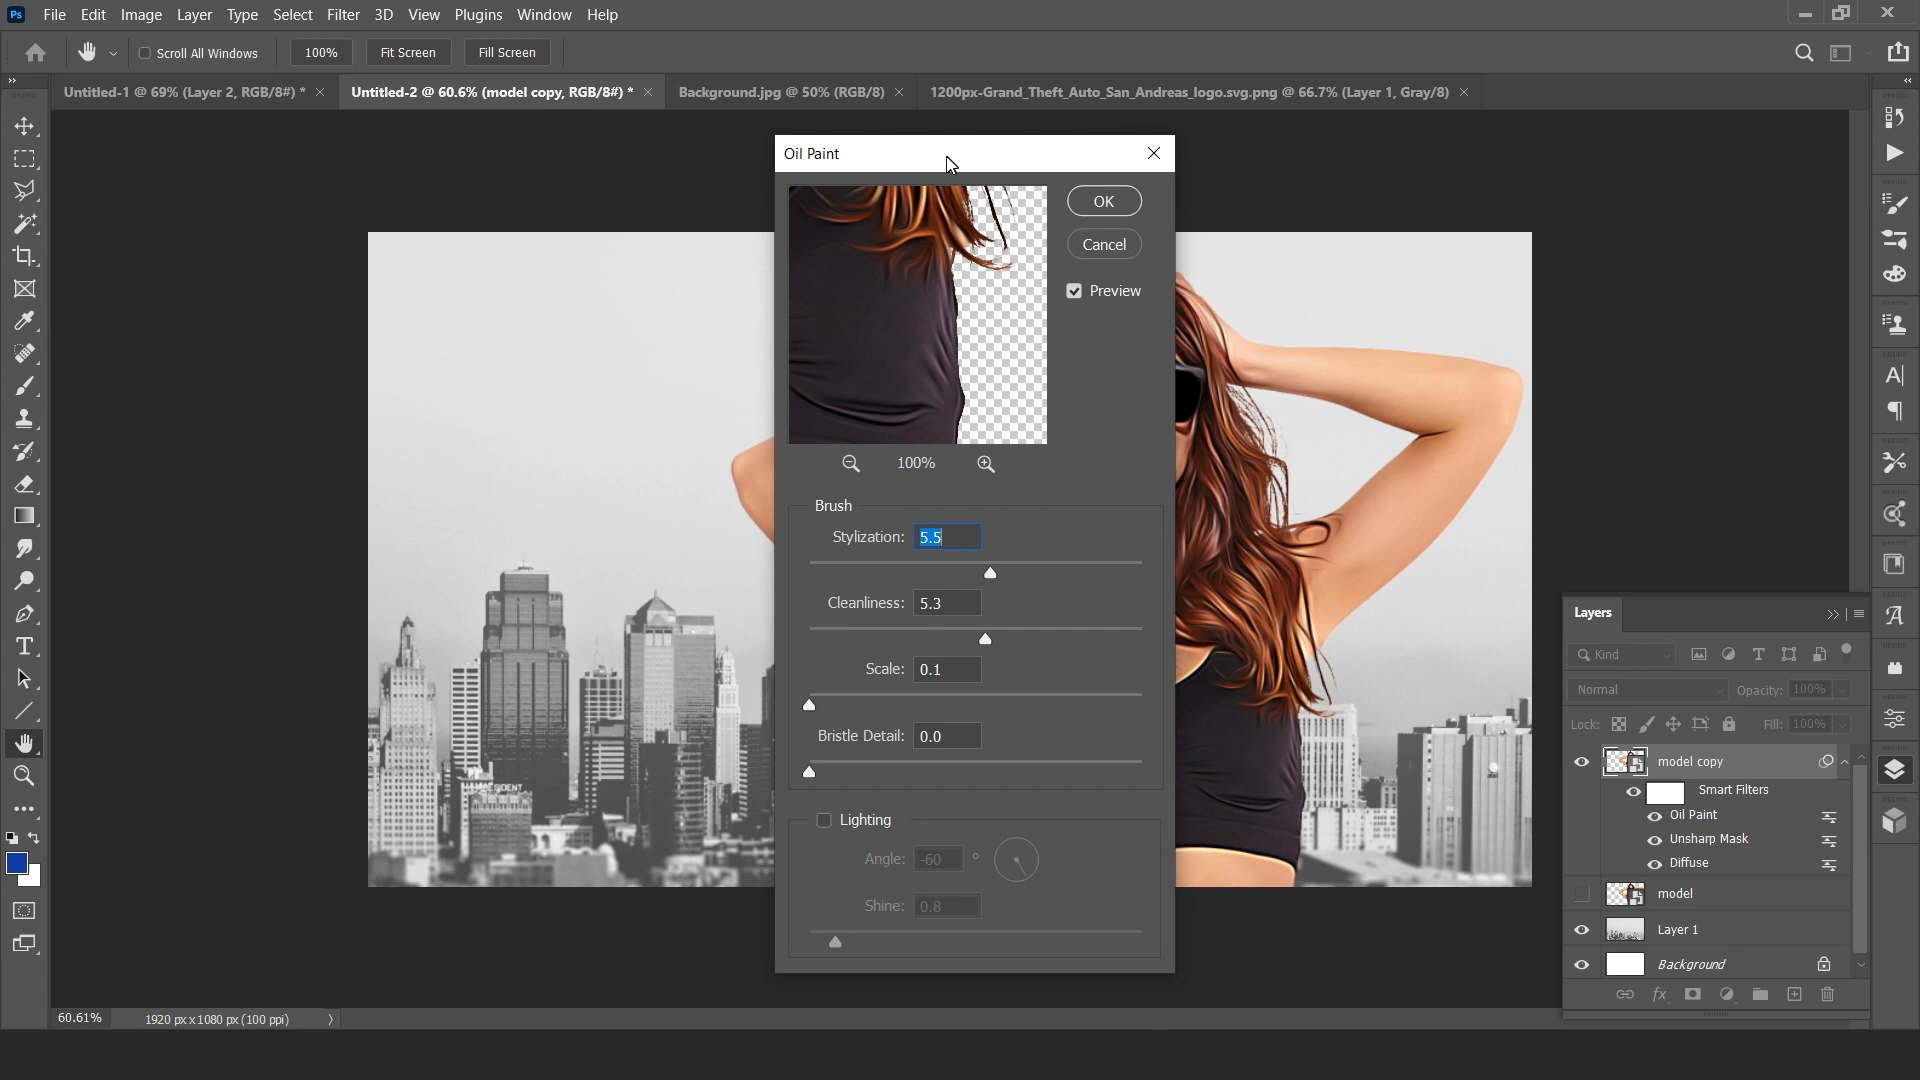 Ps File Edit Image Layer Type Select Filter 3D View Plugins Window Help
Scroll All Windows 100% Fit Screen Fill Screen
Untitled-1 @ 69% (Layer 2, RGB/8#) * Untitled-2 @ 60.6% (model copy, RGB/8#) * Background.jpg @ 50% (RGB/8) 1200px-Grand_Theft_Auto_San_Andreas_logo.svg.png @ 66.7% (Layer 1, Gray/8)
Oil Paint
OK
Cancel
Preview
100%
Brush
Stylization: 5.5
Cleanliness: 5.3
Scale: 0.1
Bristle Detail: 0.0
Lighting
Angle: -60 °
Shine: 0.8
Layers
Kind
Normal Opacity: 100%
Lock: Fill: 100%
model copy
Smart Filters
Oil Paint
Unsharp Mask
Diffuse
model
Layer 1
Background
fx
60.61% 1920 px x 1080 px (100 ppi)